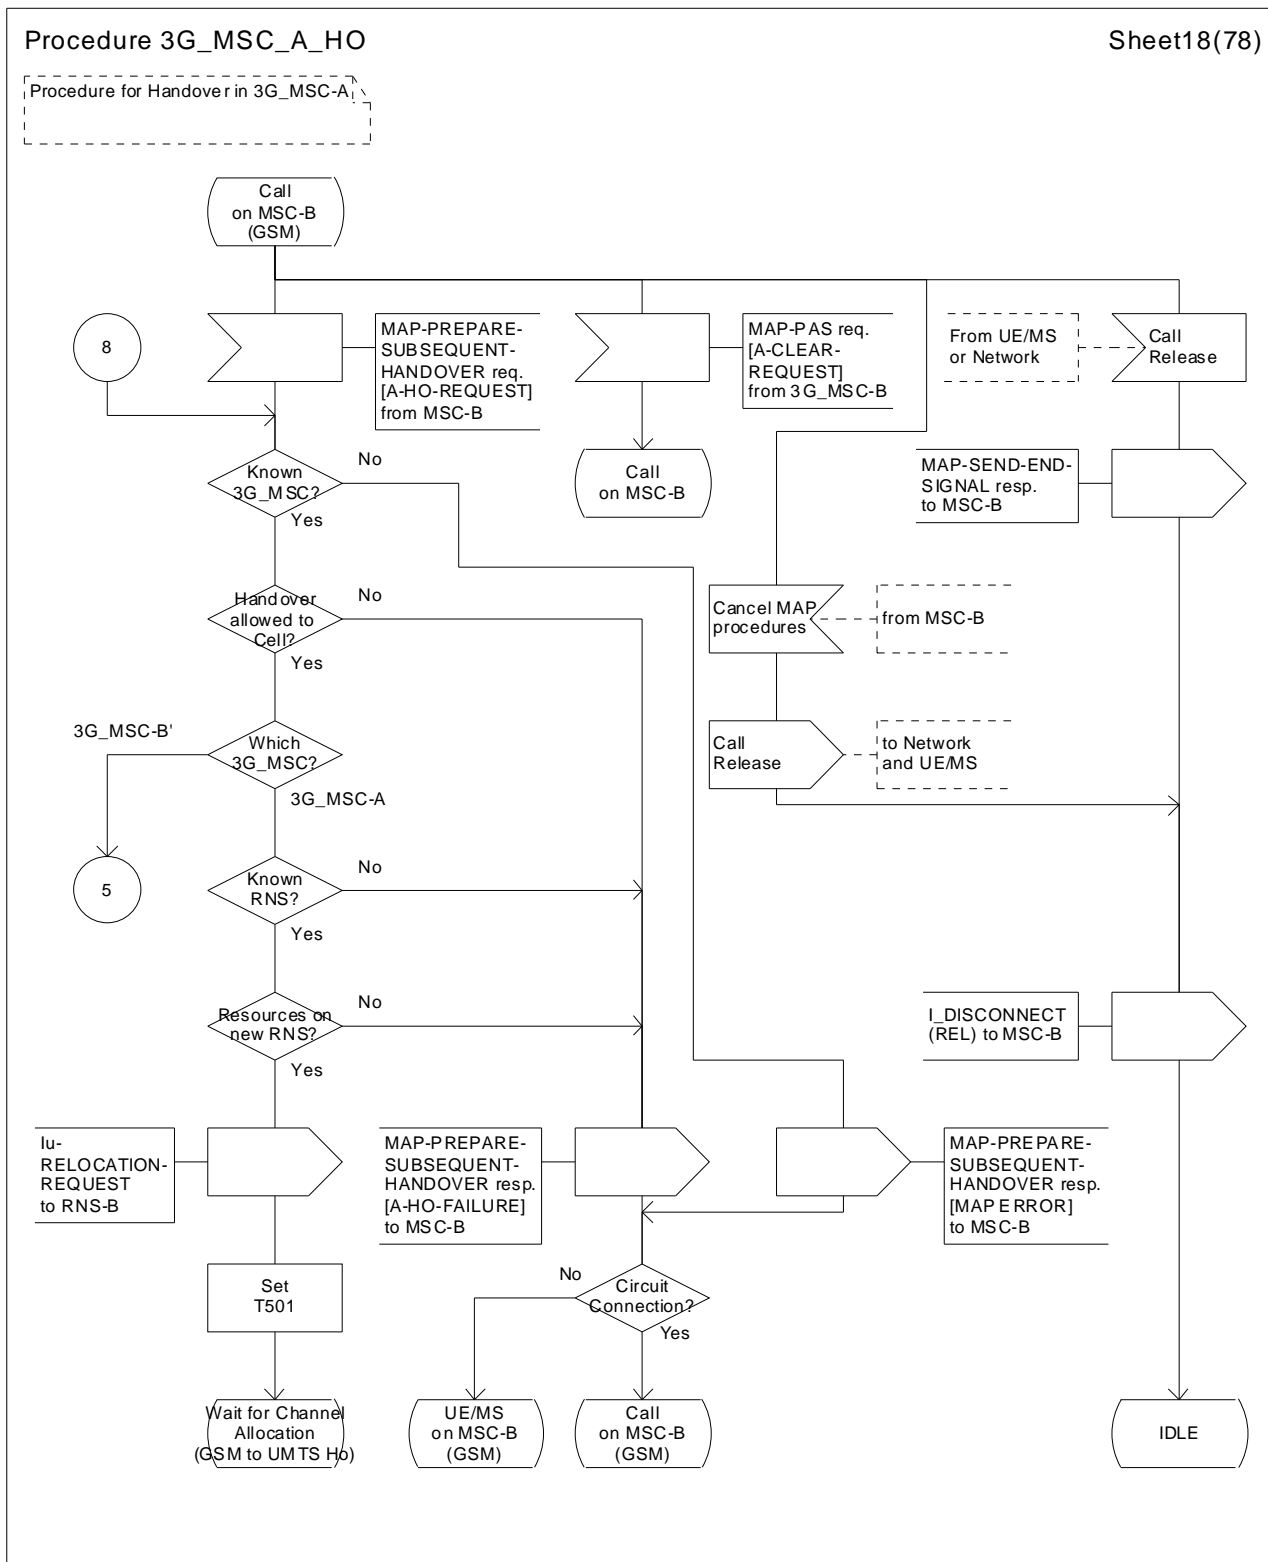 Procedure 3G_MSC_A_HO
Sheet18(78)
Procedure for Handover in 3G_MSC-A
Call
on MSC-B
(GSM)
8
MAP-PREPARE-
SUBSEQUENT-
HANDOVER req.
[A-HO-REQUEST]
from MSC-B
MAP-PAS req.
[A-CLEAR-
REQUEST]
from 3G_MSC-B
From UE/MS
or Network
Call
Release
Known
3G_MSC?
No
Yes
Call
on MSC-B
MAP-SEND-END-
SIGNAL resp.
to MSC-B
Handover
allowed to
Cell?
No
Yes
Cancel MAP
procedures
from MSC-B
3G_MSC-B'
Which
3G_MSC?
3G_MSC-A
Call
Release
to Network
and UE/MS
5
Known
RNS?
No
Yes
Resources on
new RNS?
No
Yes
I_DISCONNECT
(REL) to MSC-B
Iu-
RELOCATION-
REQUEST
to RNS-B
MAP-PREPARE-
SUBSEQUENT-
HANDOVER resp.
[A-HO-FAILURE]
to MSC-B
MAP-PREPARE-
SUBSEQUENT-
HANDOVER resp.
[MAP ERROR]
to MSC-B
Set
T501
No
Circuit
Connection?
Yes
Wait for Channel
Allocation
(GSM to UMTS Ho)
UE/MS
on MSC-B
(GSM)
Call
on MSC-B
(GSM)
IDLE